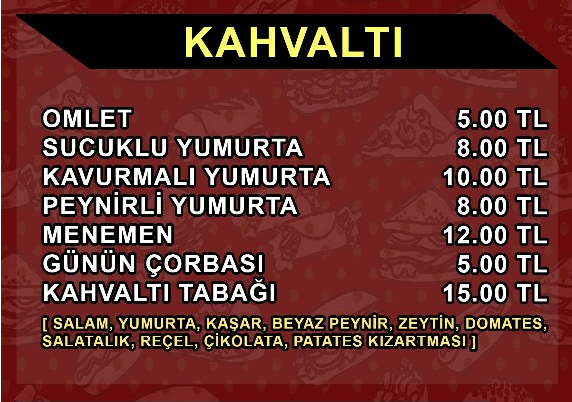 KAHVALTI
OMLET 5.00 TL
SUCUKLU YUMURTA 8.00 TL
KAVURMALI YUMURTA 10.00 TL
PEYNİRLİ YUMURTA 8.00 TL
MENEMEN 12.00 TL
GÜNÜN ÇORBASI 5.00 TL
KAHVALTI TABAĞI 15.00 TL
[ SALAM, YUMURTA, KAŞAR, BEYAZ PEYNİR, ZEYTİN, DOMATES,
SALATALIK, REÇEL, ÇİKOLATA, PATATES KIZARTMASI ]